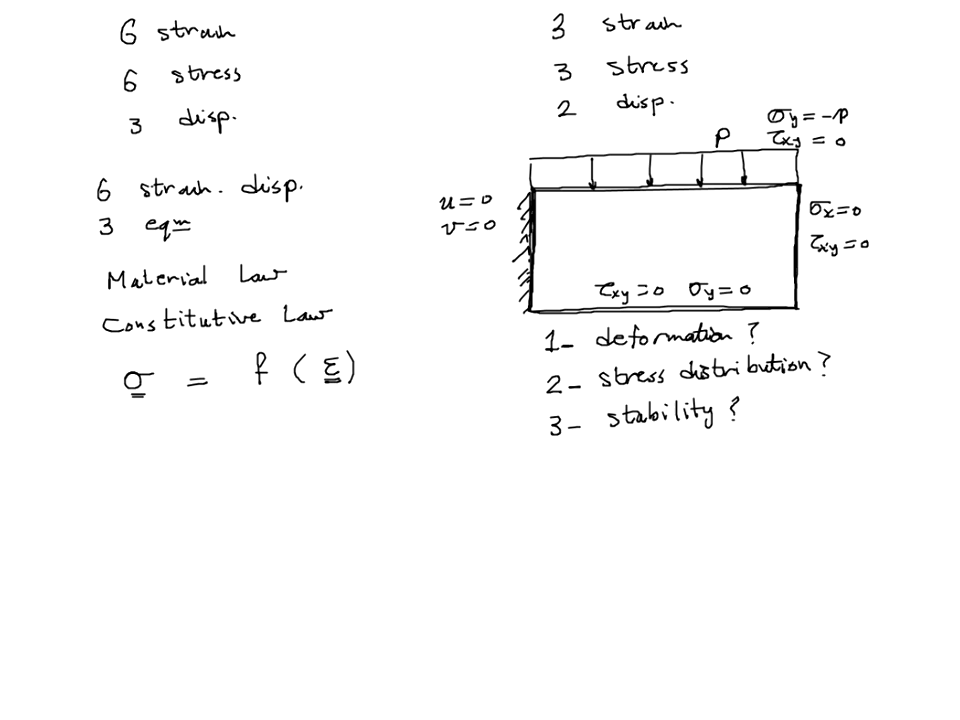 6 strain
6 stress
3 disp.
6 strain. disp.
3 eqm
Material Law
Constitutive Law
σ = f (ε)
3 strain
3 stress
2 disp.
σy = -P
τxy = 0
P
u=0
v=0
σx=0
τxy=0
τxy=0 σy=0
1- deformation?
2- stress distribution?
3- stability?